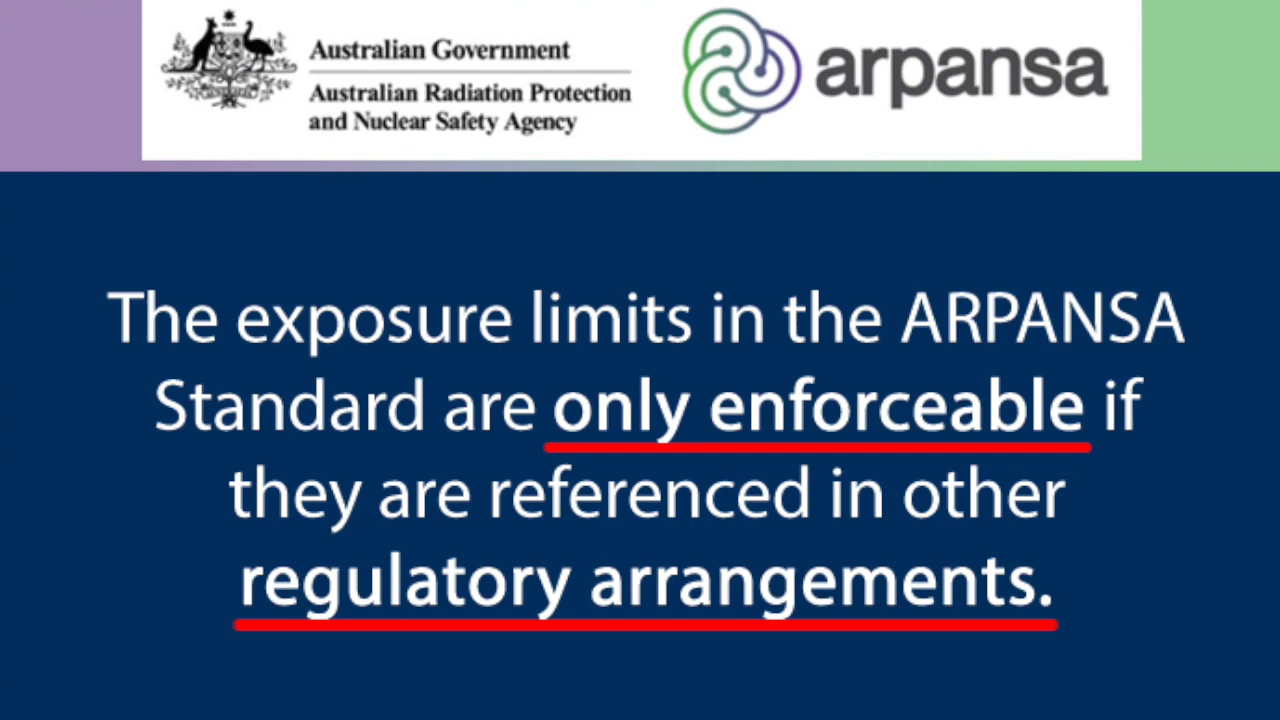 Australian Government
Australian Radiation Protection
and Nuclear Safety Agency
arpansa
The exposure limits in the ARPANSA
Standard are only enforceable if
they are referenced in other
regulatory arrangements.